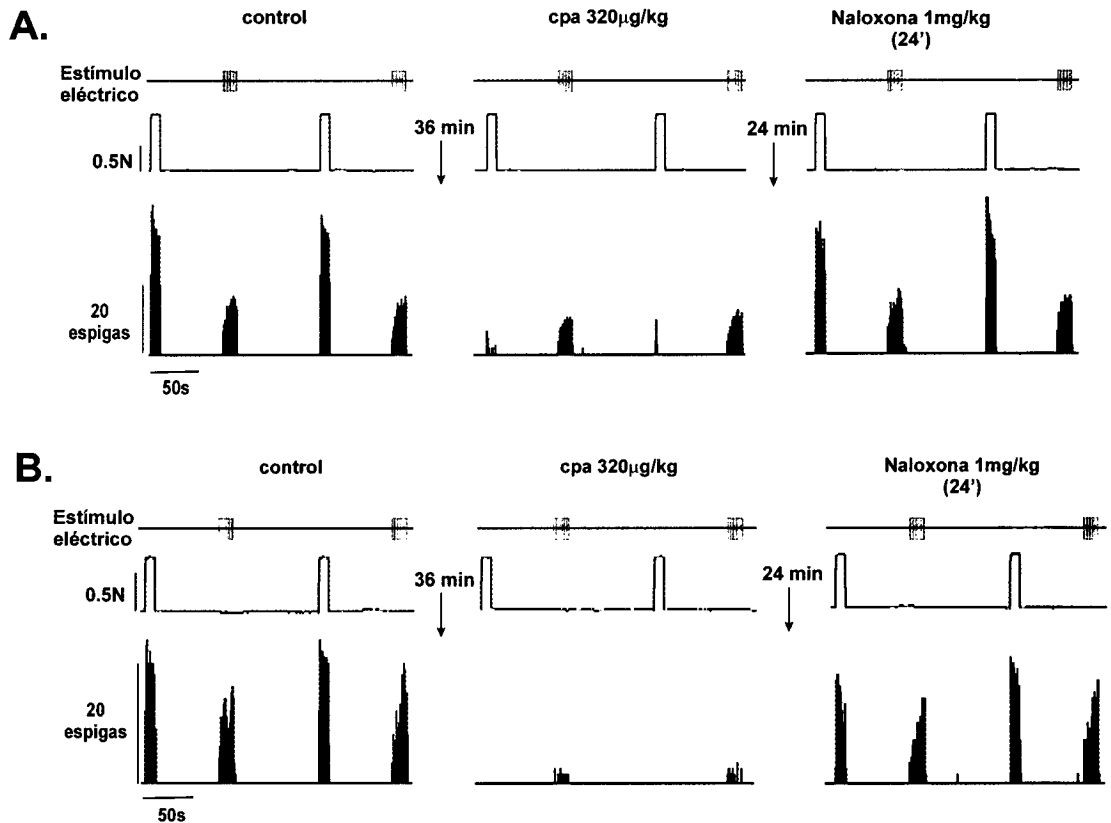 A.
control
cpa 320µg/kg
Naloxona 1mg/kg
(24')
Estímulo
eléctrico
36 min
24 min
0.5N
20
espigas
50s
B.
control
cpa 320µg/kg
Naloxona 1mg/kg
(24')
Estímulo
eléctrico
36 min
24 min
0.5N
20
espigas
50s